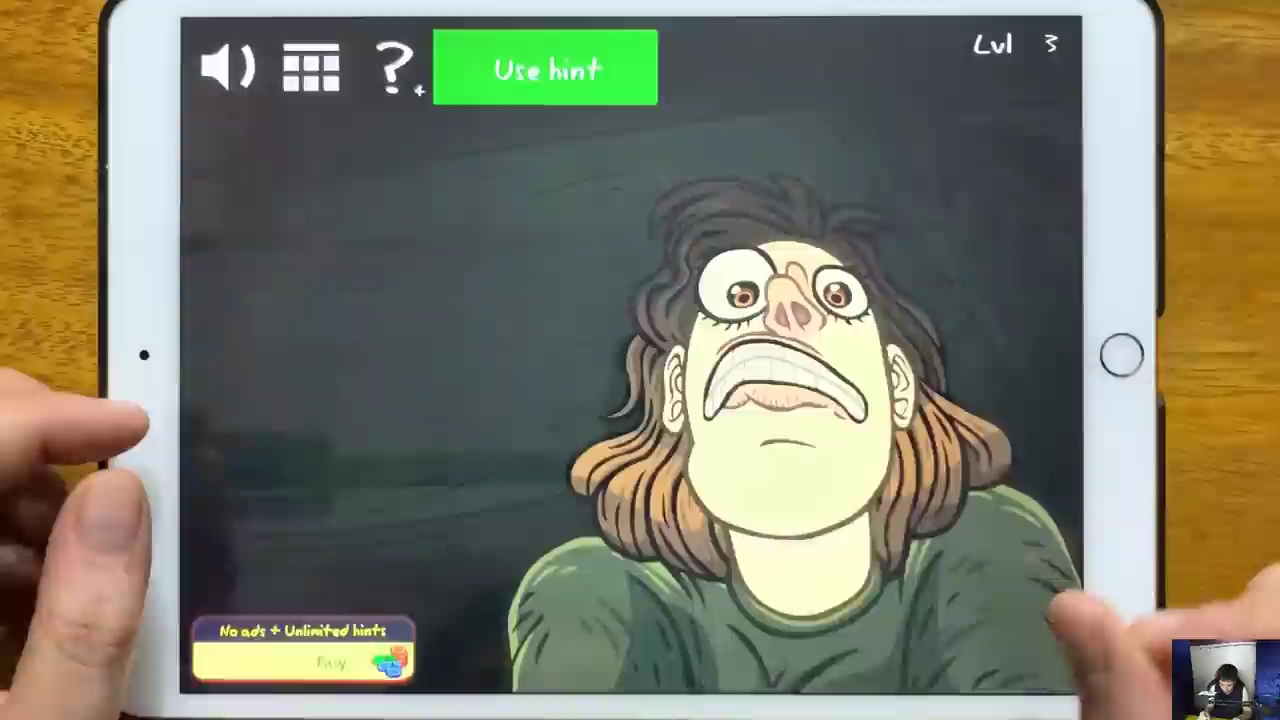 Use hint
Lvl 3
?
+
No ads + Unlimited hints